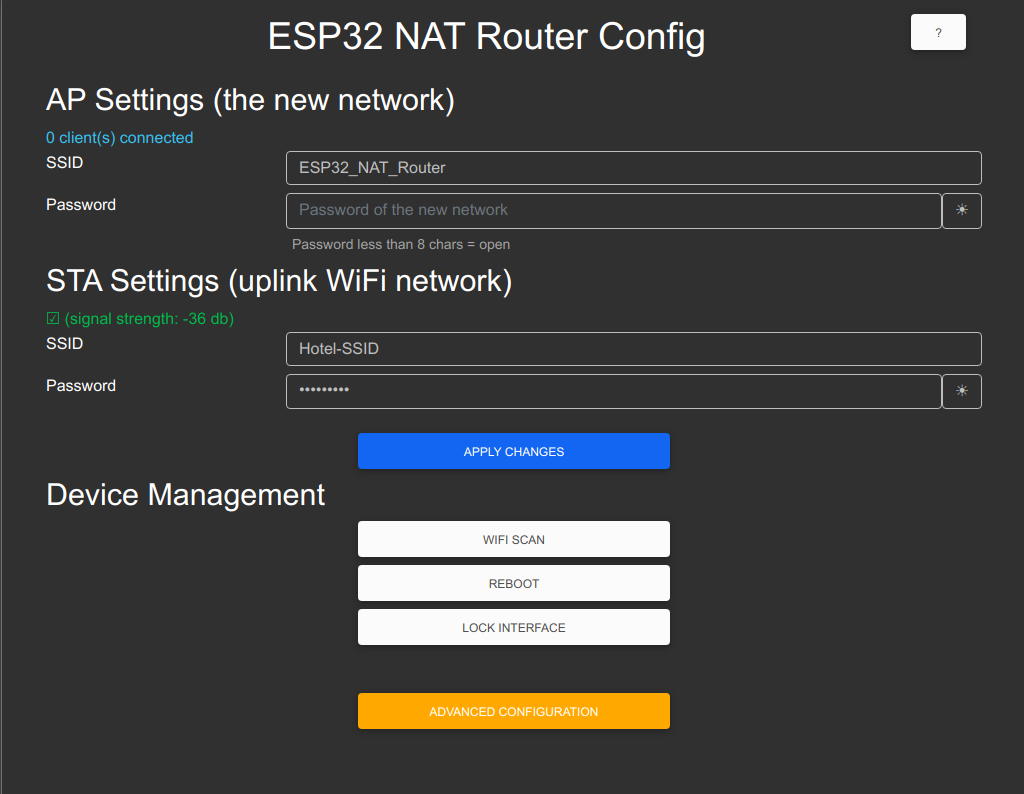 ESP32 NAT Router Config
?
AP Settings (the new network)
0 client(s) connected
SSID
ESP32_NAT_Router
Password
Password of the new network
☀
Password less than 8 chars = open
STA Settings (uplink WiFi network)
☑ (signal strength: -36 db)
SSID
Hotel-SSID
Password
•••••••••
☀
APPLY CHANGES
Device Management
WIFI SCAN
REBOOT
LOCK INTERFACE
ADVANCED CONFIGURATION